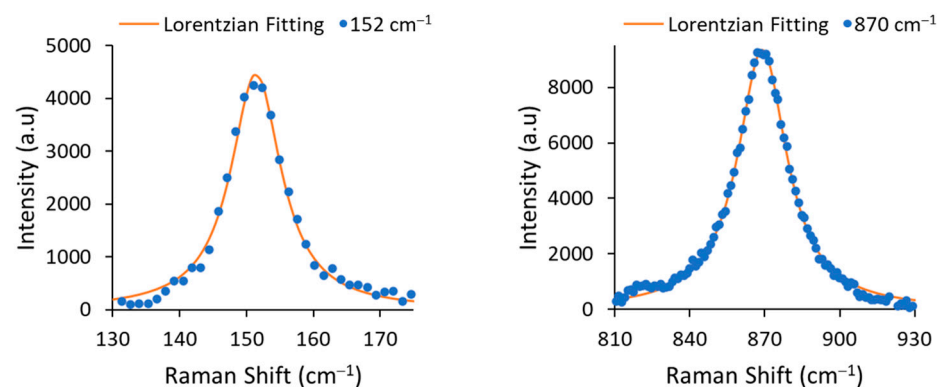 Lorentzian Fitting 152 cm⁻¹
5000
4000
3000
2000
1000
0
130 140 150 160 170
Intensity (a.u)
Raman Shift (cm⁻¹)
Lorentzian Fitting 870 cm⁻¹
8000
6000
4000
2000
0
810 840 870 900 930
Intensity (a.u)
Raman Shift (cm⁻¹)